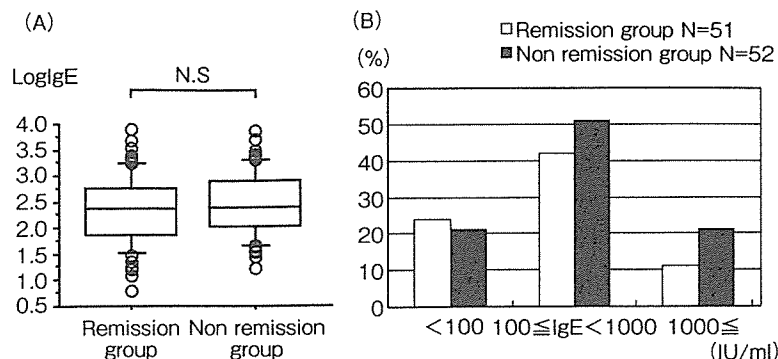 (A)
LogIgE
N.S
4.0
3.5
3.0
2.5
2.0
1.5
1.0
0.5
Remission group
Non remission group
(B)
□ Remission group N=51
■ Non remission group N=52
(%)
60
50
40
30
20
10
0
<100 100≦IgE<1000 1000≦
(IU/ml)